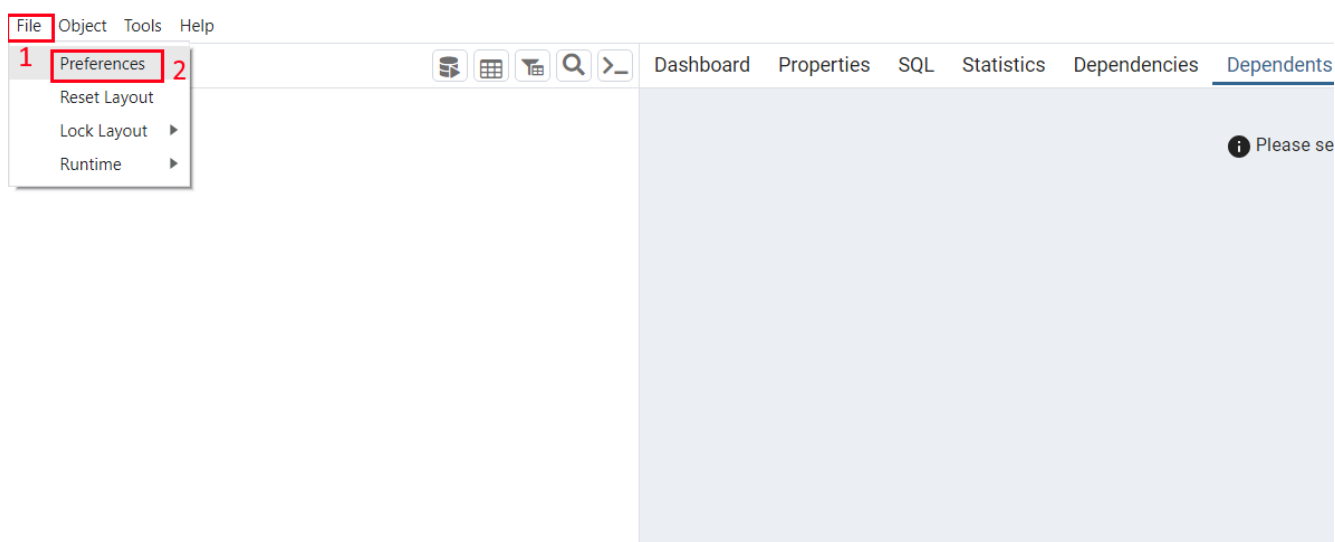 File Object Tools Help
1 Preferences 2
Dashboard Properties SQL Statistics Dependencies Dependents
Reset Layout
Lock Layout
Runtime
Please se